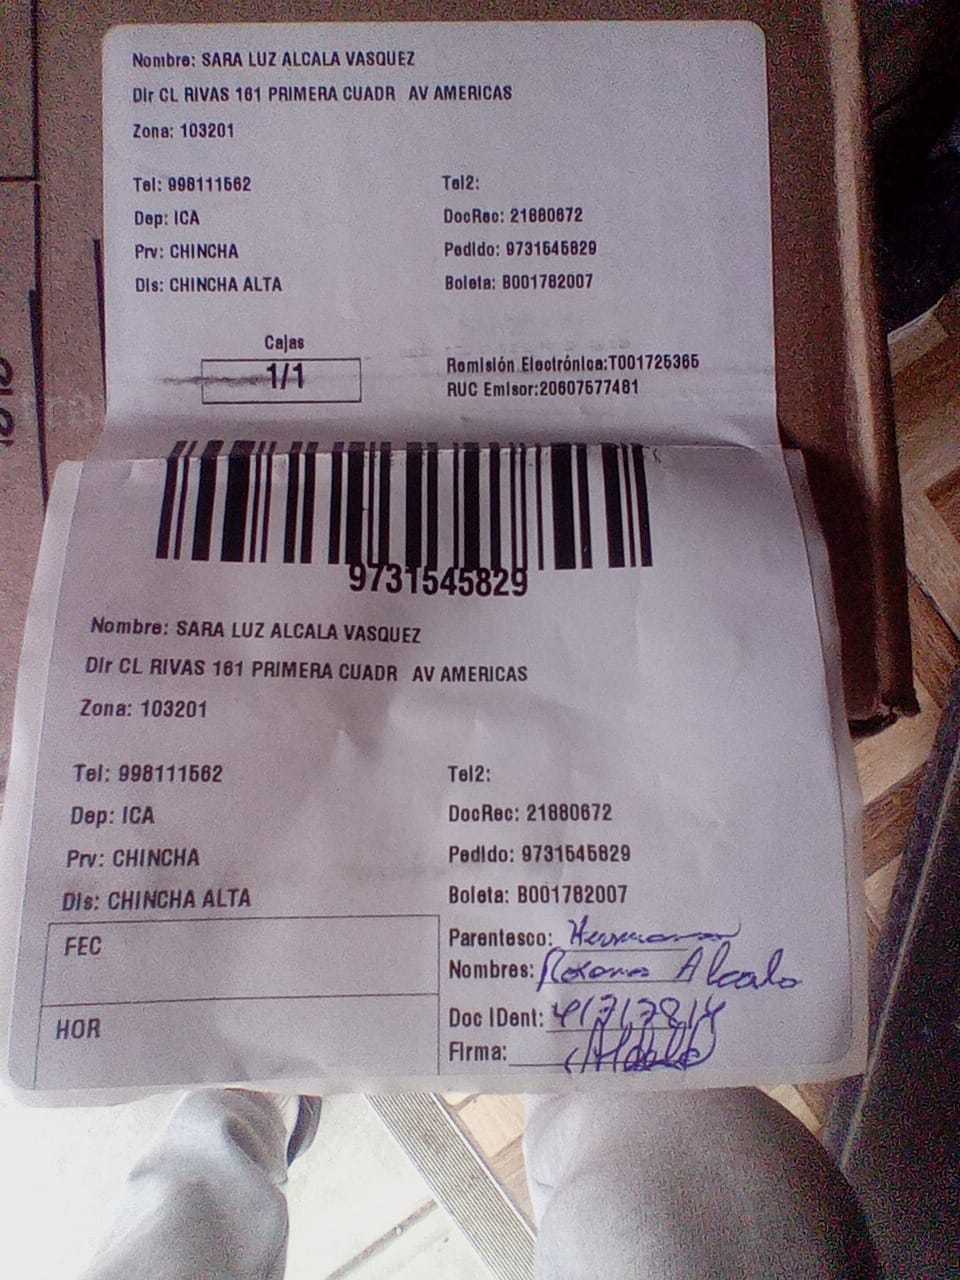 Nombre: SARA LUZ ALCALA VASQUEZ
Dir CL RIVAS 161 PRIMERA CUADR AV AMERICAS
Zona: 103201
Tel: 998111562 Tel2:
Dep: ICA DocRec: 21880672
Prv: CHINCHA Pedido: 9731545829
Dis: CHINCHA ALTA Boleta: B001782007
Cajas
1/1
Remisión Electrónica:T001725365
RUC Emisor:20607677481
9731545829
Nombre: SARA LUZ ALCALA VASQUEZ
Dir CL RIVAS 161 PRIMERA CUADR AV AMERICAS
Zona: 103201
Tel: 998111562 Tel2:
Dep: ICA DocRec: 21880672
Prv: CHINCHA Pedido: 9731545829
Dis: CHINCHA ALTA Boleta: B001782007
FEC
HOR
Parentesco: Hermana
Nombres: Roxana Alcala
Doc IDent:
Firma: